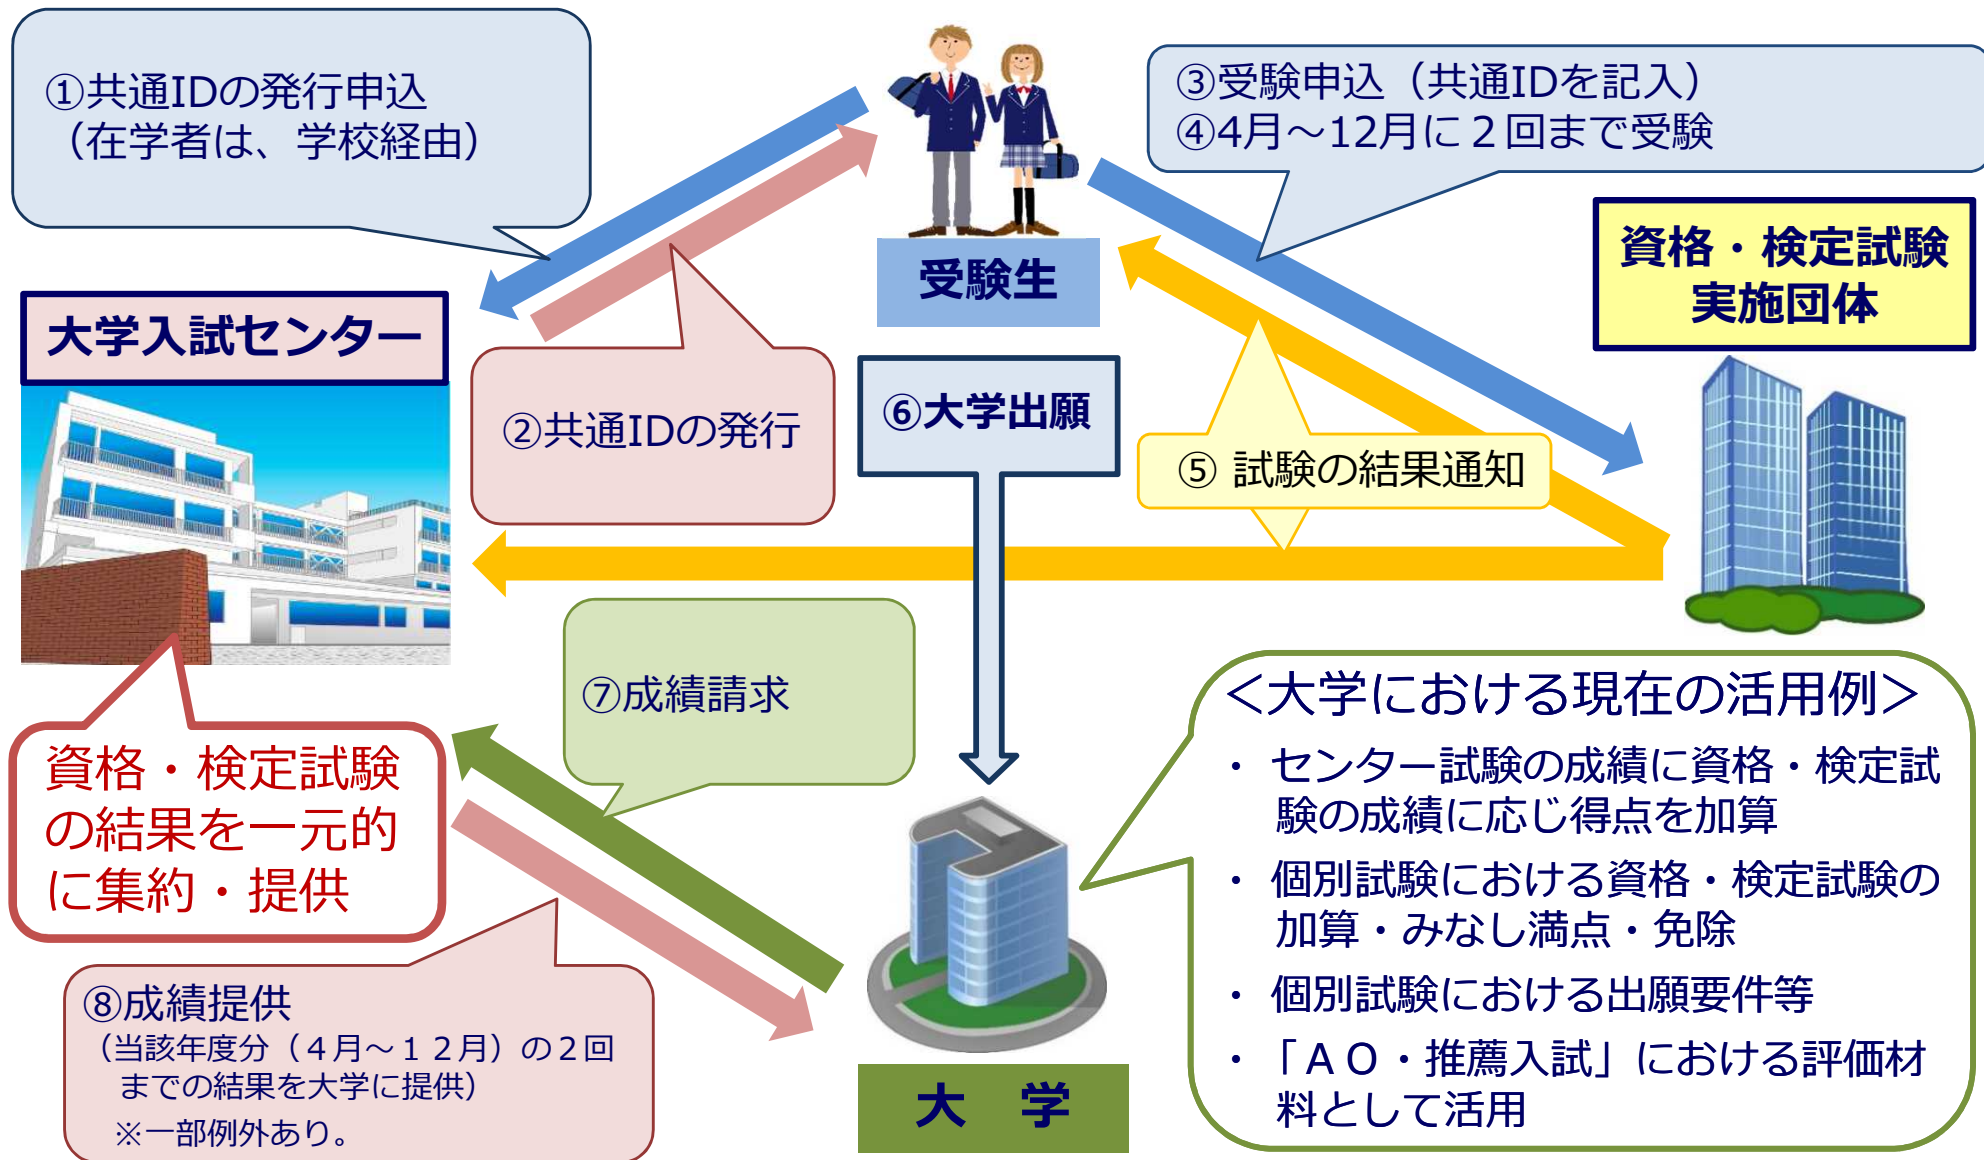 ①共通IDの発行申込
（在学者は、学校経由）
③受験申込（共通IDを記入）
④4月～12月に２回まで受験
受験生
資格・検定試験
実施団体
大学入試センター
②共通IDの発行
⑥大学出願
⑤ 試験の結果通知
⑦成績請求
資格・検定試験
の結果を一元的
に集約・提供
⑧成績提供
（当該年度分（４月～１２月）の２回
までの結果を大学に提供）
※一部例外あり。
大　学
＜大学における現在の活用例＞
・ センター試験の成績に資格・検定試
験の成績に応じ得点を加算
・ 個別試験における資格・検定試験の
加算・みなし満点・免除
・ 個別試験における出願要件等
・ 「ＡＯ・推薦入試」における評価材
料として活用